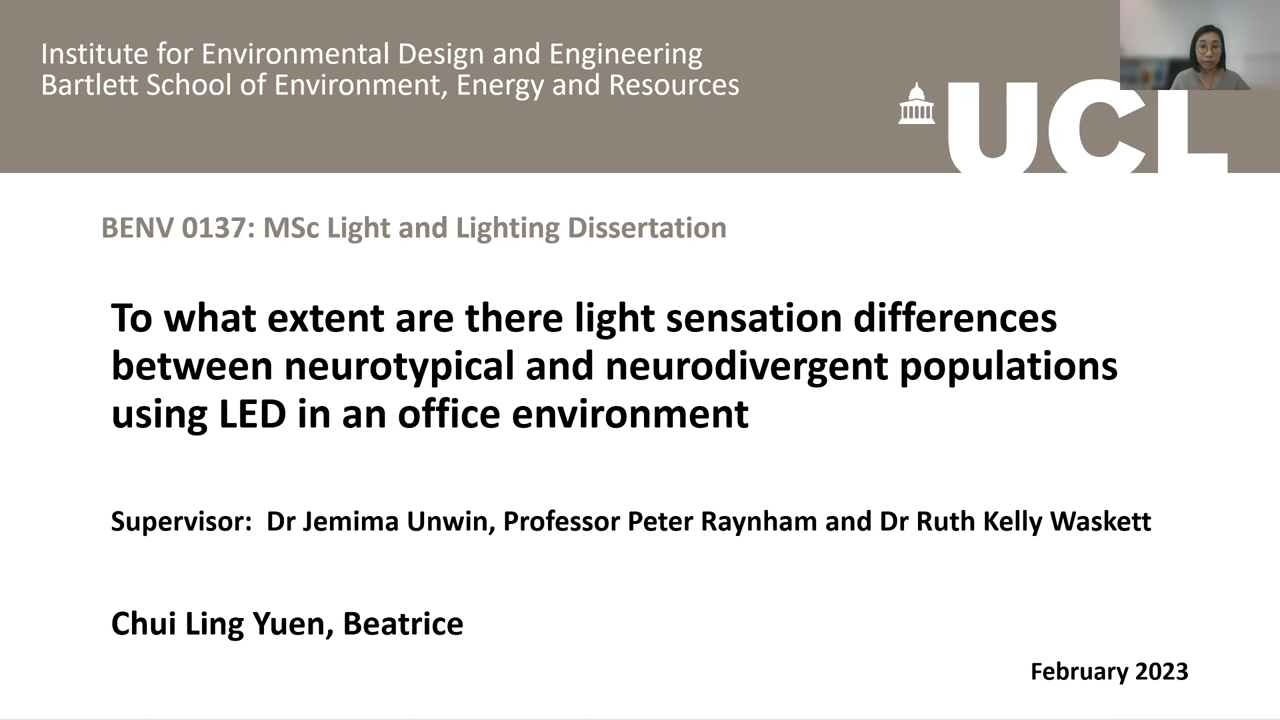 Institute for Environmental Design and Engineering
Bartlett School of Environment, Energy and Resources
UCL
BENV 0137: MSc Light and Lighting Dissertation
To what extent are there light sensation differences
between neurotypical and neurodivergent populations
using LED in an office environment
Supervisor: Dr Jemima Unwin, Professor Peter Raynham and Dr Ruth Kelly Waskett
Chui Ling Yuen, Beatrice
February 2023